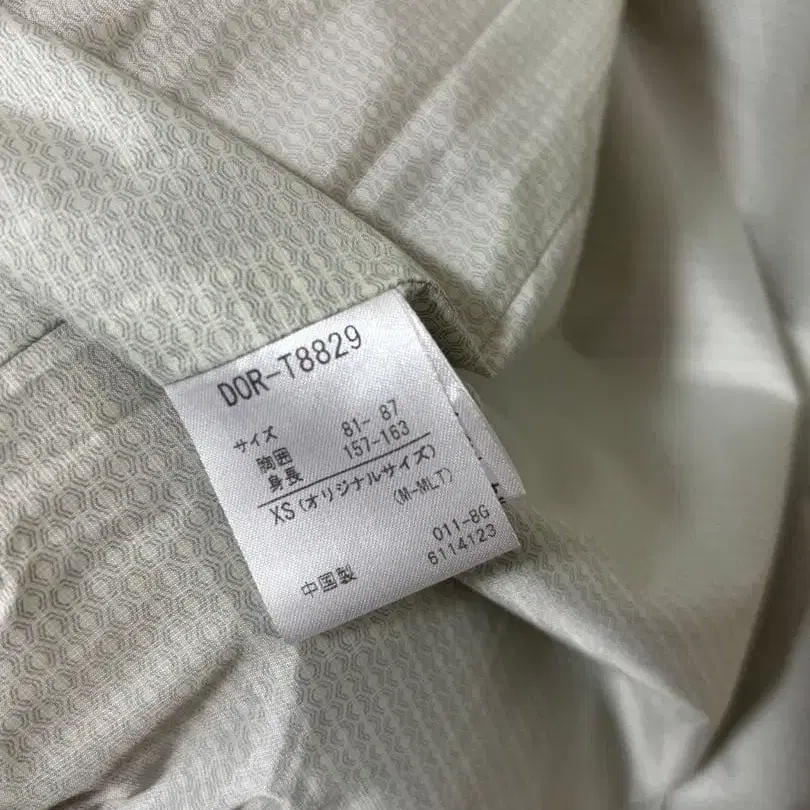 DOR-T8829
サイズ
胸囲 81- 87
身長 157-163
XS(オリジナルサイズ)
(M-MLT)
011-8G
中国製 6114123